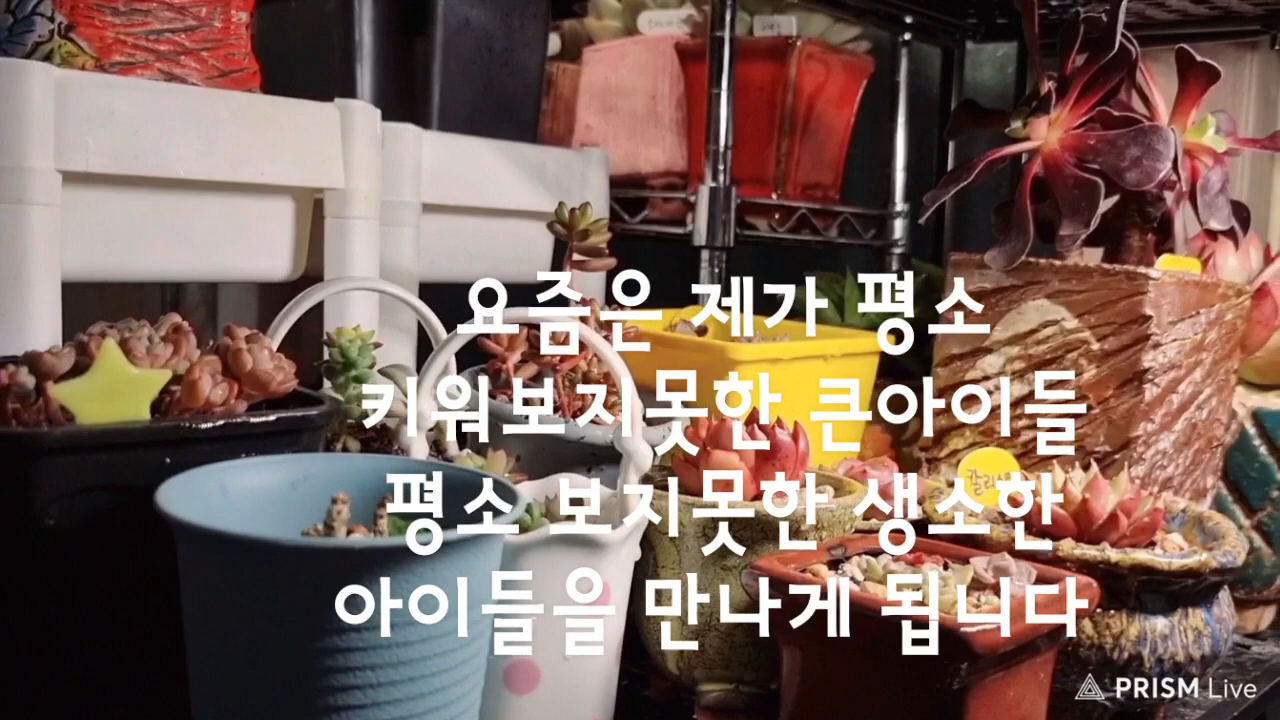 요즘은 제가 평소
키워보지못한 큰아이들
평소 보지못한 생소한
아이들을 만나게 됩니다
PRISM Live